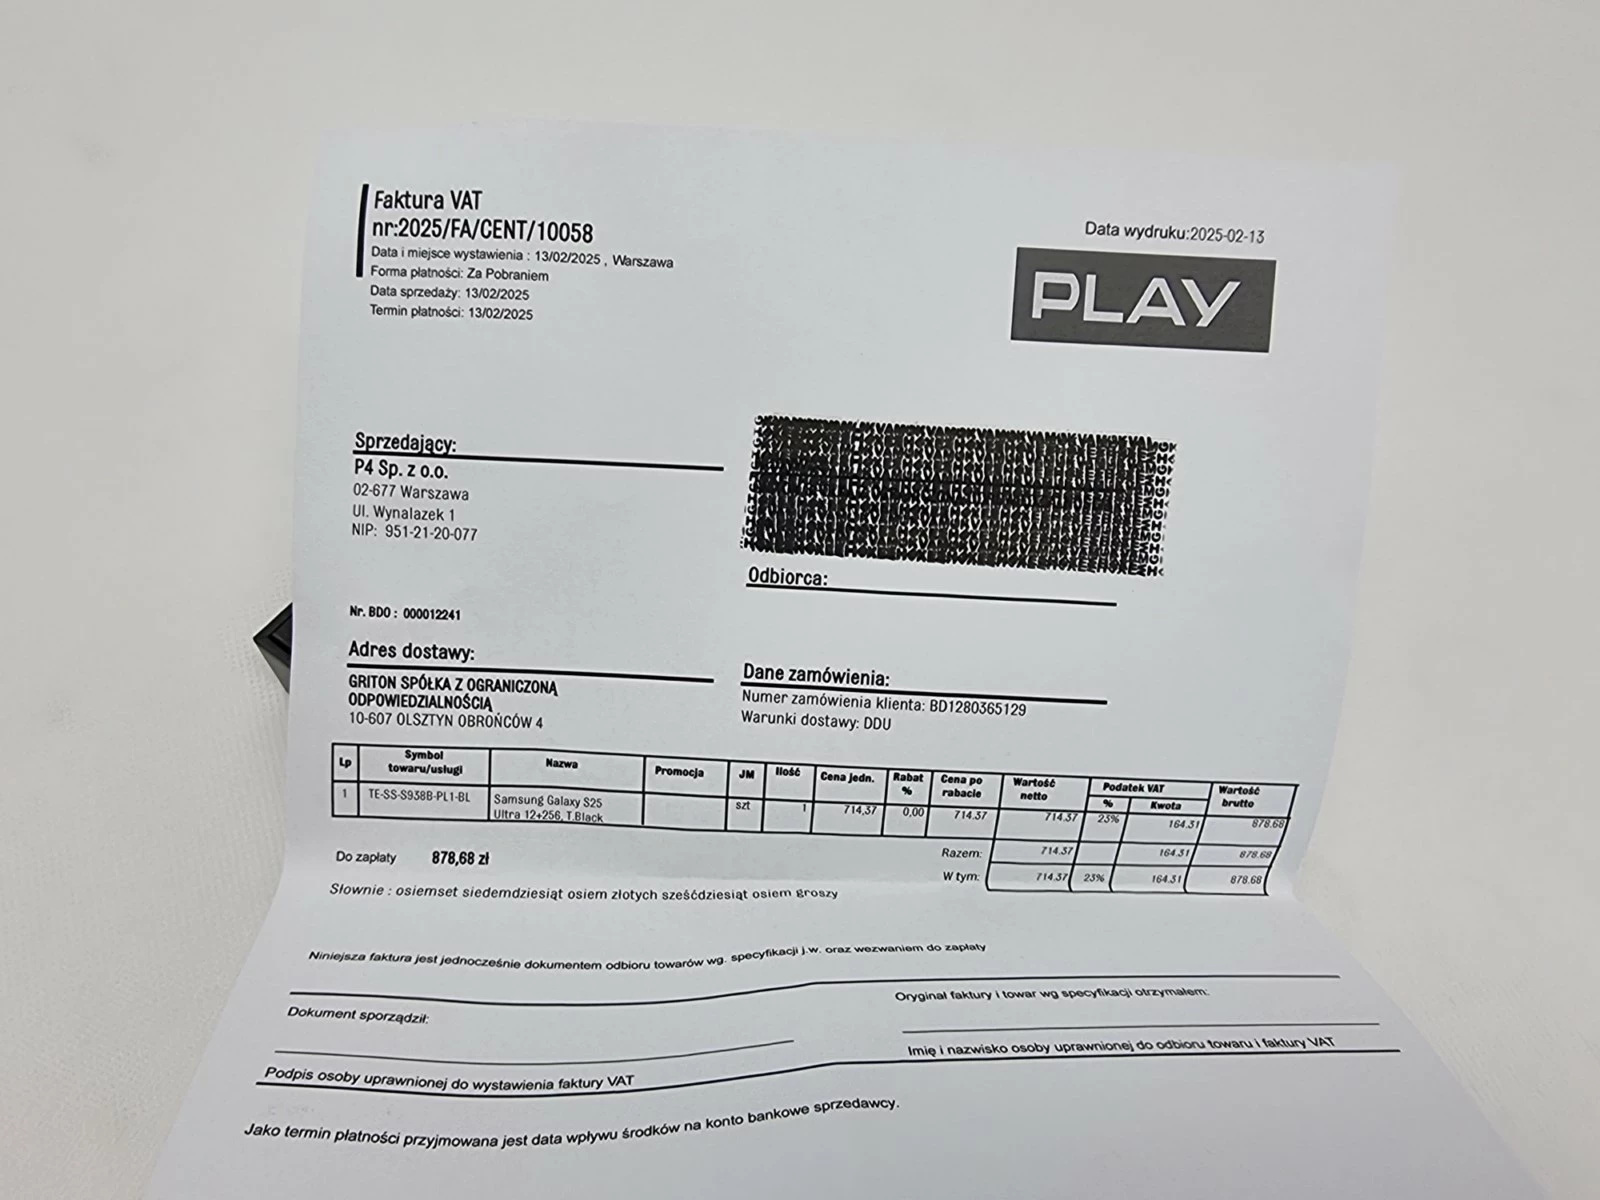 Faktura VAT
nr:2025/FA/CENT/10058
Data i miejsce wystawienia : 13/02/2025 , Warszawa
Forma płatności: Za Pobraniem
Data sprzedaży: 13/02/2025
Termin płatności: 13/02/2025
Data wydruku:2025-02-13
PLAY
Sprzedający:
P4 Sp. z o.o.
02-677 Warszawa
Ul. Wynalazek 1
NIP: 951-21-20-077
Odbiorca:
Nr. BDO : 000012241
Adres dostawy:
GRITON SPÓŁKA Z OGRANICZONĄ
ODPOWIEDZIALNOŚCIĄ
10-607 OLSZTYN OBROŃCÓW 4
Dane zamówienia:
Numer zamówienia klienta: BD1280365129
Warunki dostawy: DDU
Lp Symbol towaru/usługi Nazwa Promocja JM Ilość Cena jedn. Rabat % Cena po rabacie Wartość netto Podatek VAT % Kwota Wartość brutto
1 TE-SS-S938B-PL1-BL Samsung Galaxy S25 szt 1 714,37 0,00 714.37 714.37 23% 164.31 878.68
Ultra 12+256, T.Black
Razem: 714.37 164.31 878.68
W tym: 714.37 23% 164.31 878.68
Do zapłaty 878,68 zł
Słownie : osiemset siedemdziesiąt osiem złotych sześćdziesiąt osiem groszy
Niniejsza faktura jest jednocześnie dokumentem odbioru towarów wg. specyfikacji j.w. oraz wezwaniem do zapłaty
Dokument sporządził:
Oryginał faktury i towar wg specyfikacji otrzymałem:
Podpis osoby uprawnionej do wystawienia faktury VAT
Imię i nazwisko osoby uprawnionej do odbioru towaru i faktury VAT
Jako termin płatności przyjmowana jest data wpływu środków na konto bankowe sprzedawcy.